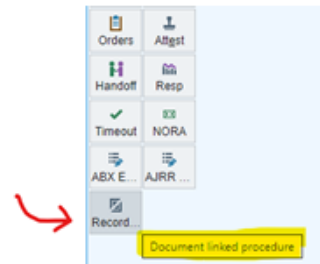 Orders Attest
Handoff Resp
Timeout NORA
ABX E... AJRR ...
Record...
Document linked procedure